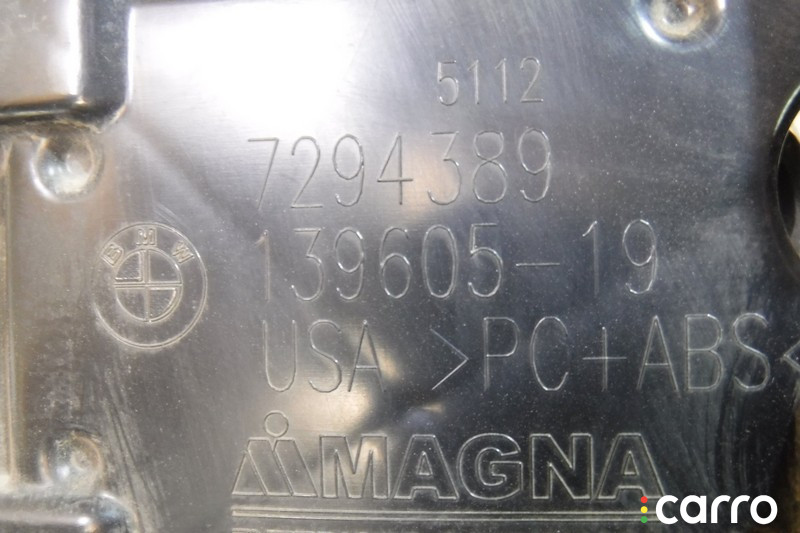 5112
7294389
BMW
139605-19
USA >PC+ABS<
MAGNA
carro